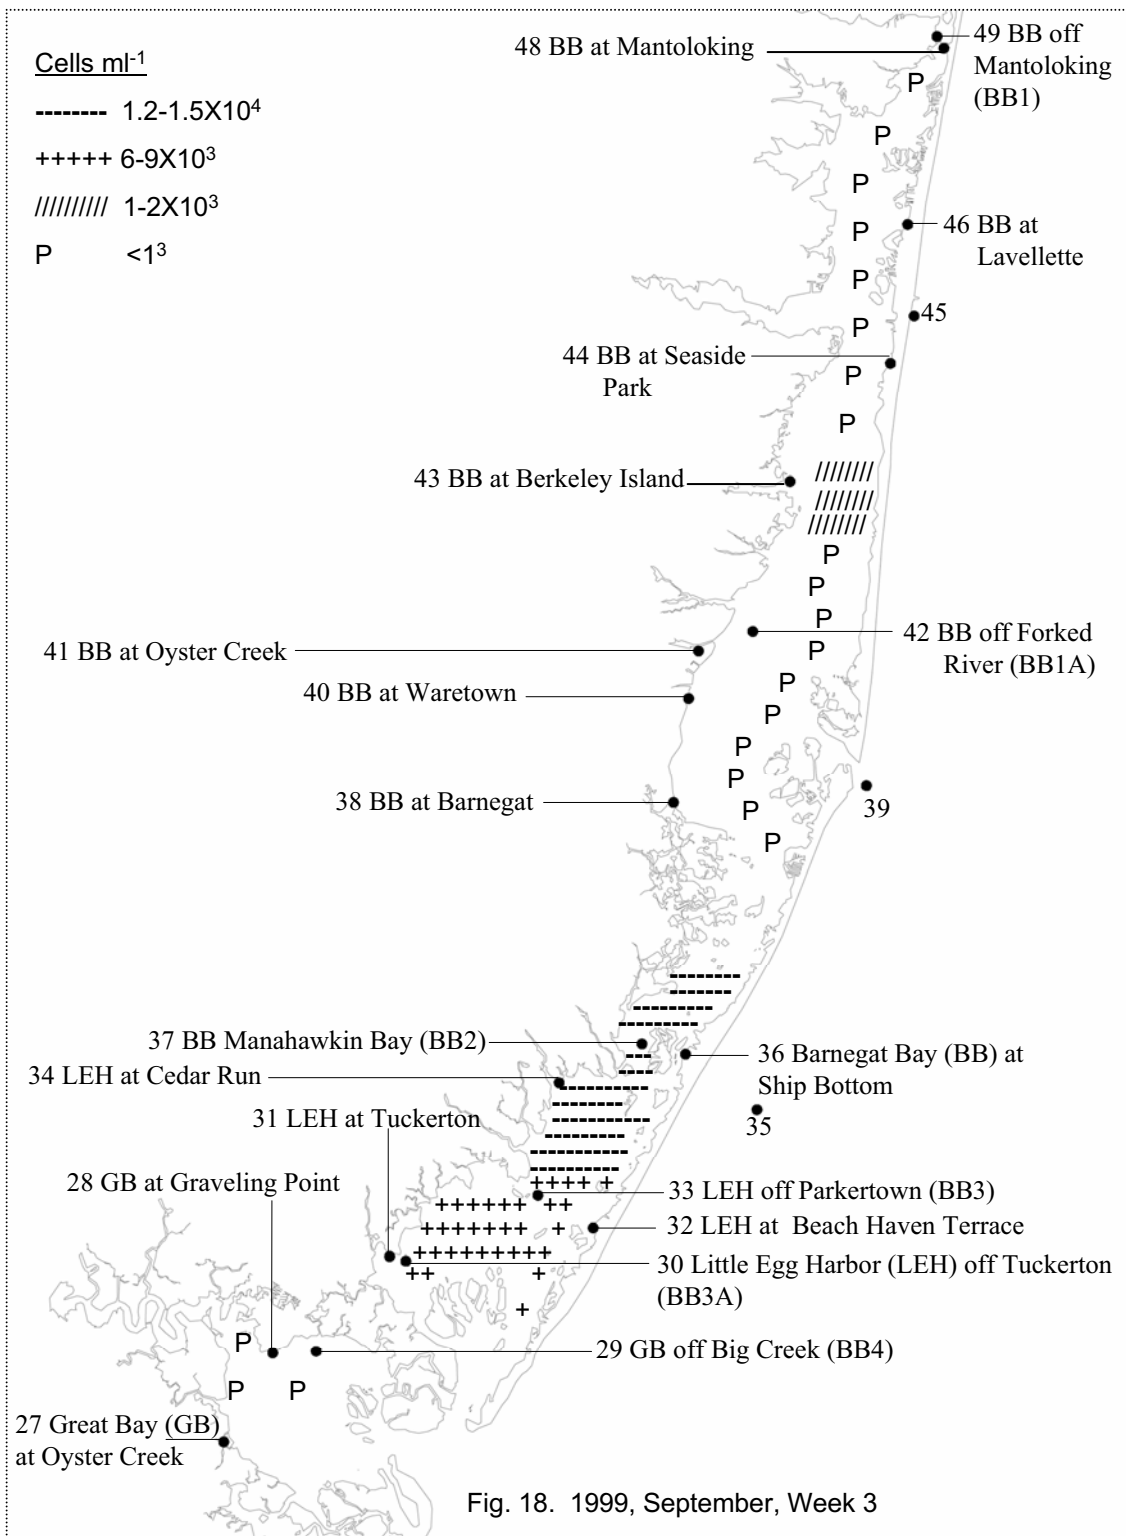 Cells ml-1
-------- 1.2-1.5X10⁴
+++++ 6-9X10³
////////// 1-2X10³
P <1³
48 BB at Mantoloking
49 BB off
Mantoloking
(BB1)
P
P
P
P
46 BB at
Lavellette
P
45
P
44 BB at Seaside
Park
P
P
43 BB at Berkeley Island
////////
////////
////////
P
P
P
42 BB off Forked
River (BB1A)
41 BB at Oyster Creek
P
40 BB at Waretown
P
P
P
P
39
38 BB at Barnegat
P
P
--------
-------
---------
---------
37 BB Manahawkin Bay (BB2)
36 Barnegat Bay (BB) at
Ship Bottom
---
----
34 LEH at Cedar Run
----------
--------
-----------
35
31 LEH at Tuckerton
---------
-----------
----------
28 GB at Graveling Point
++++ +
33 LEH off Parkertown (BB3)
++++++ ++
32 LEH at Beach Haven Terrace
+++++++ +
+++++++++
30 Little Egg Harbor (LEH) off Tuckerton
(BB3A)
++ +
+
P
29 GB off Big Creek (BB4)
P P
27 Great Bay (GB)
at Oyster Creek
Fig. 18. 1999, September, Week 3